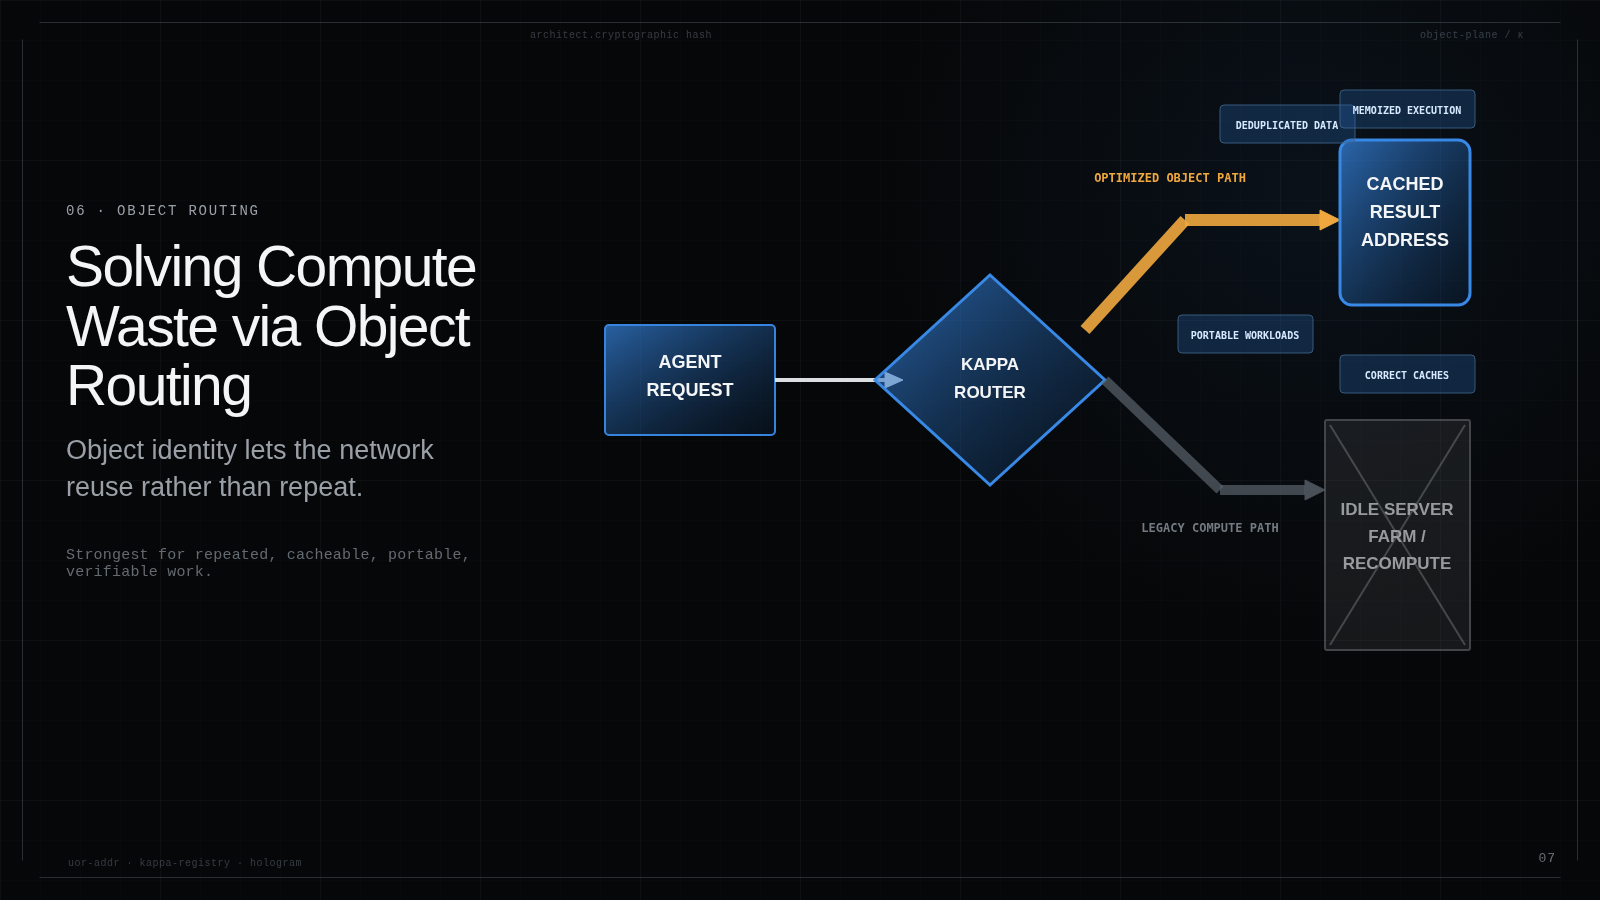 architect.cryptographic hash
object-plane / κ
06 · OBJECT ROUTING
Solving Compute
Waste via Object
Routing
Object identity lets the network
reuse rather than repeat.
Strongest for repeated, cacheable, portable,
verifiable work.
AGENT
REQUEST
KAPPA
ROUTER
OPTIMIZED OBJECT PATH
DEDUPLICATED DATA
MEMOIZED EXECUTION
CACHED
RESULT
ADDRESS
PORTABLE WORKLOADS
CORRECT CACHES
LEGACY COMPUTE PATH
IDLE SERVER
FARM /
RECOMPUTE
uor-addr · kappa-registry · hologram
07